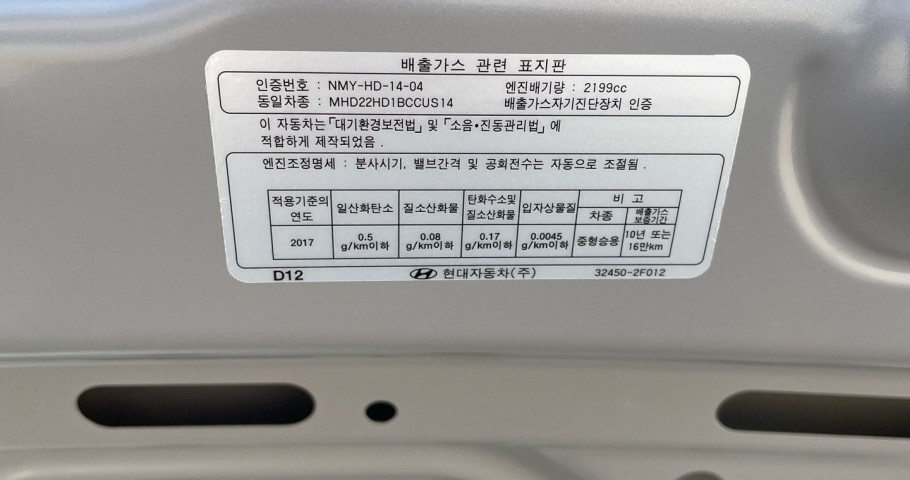 배출가스 관련 표지판
인증번호 : NMY-HD-14-04 엔진배기량 : 2199cc
동일차종 : MHD22HD1BCCUS14 배출가스자기진단장치 인증
이 자동차는「대기환경보전법」및「소음•진동관리법」에
적합하게 제작되었음 .
엔진조정명세 : 분사시기, 밸브간격 및 공회전수는 자동으로 조절됨 .
적용기준의 연도 일산화탄소 질소산화물 탄화수소및 질소산화물 입자상물질 비 고
차종 배출가스 보증기간
2017 0.5 g/km이하 0.08 g/km이하 0.17 g/km이하 0.0045 g/km이하 중형승용 10년 또는 16만km
D12 현대자동차(주) 32450-2F012